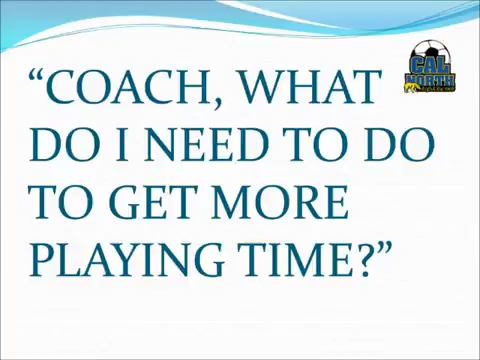 “COACH, WHAT
DO I NEED TO DO
TO GET MORE
PLAYING TIME?”
CAL
NORTH